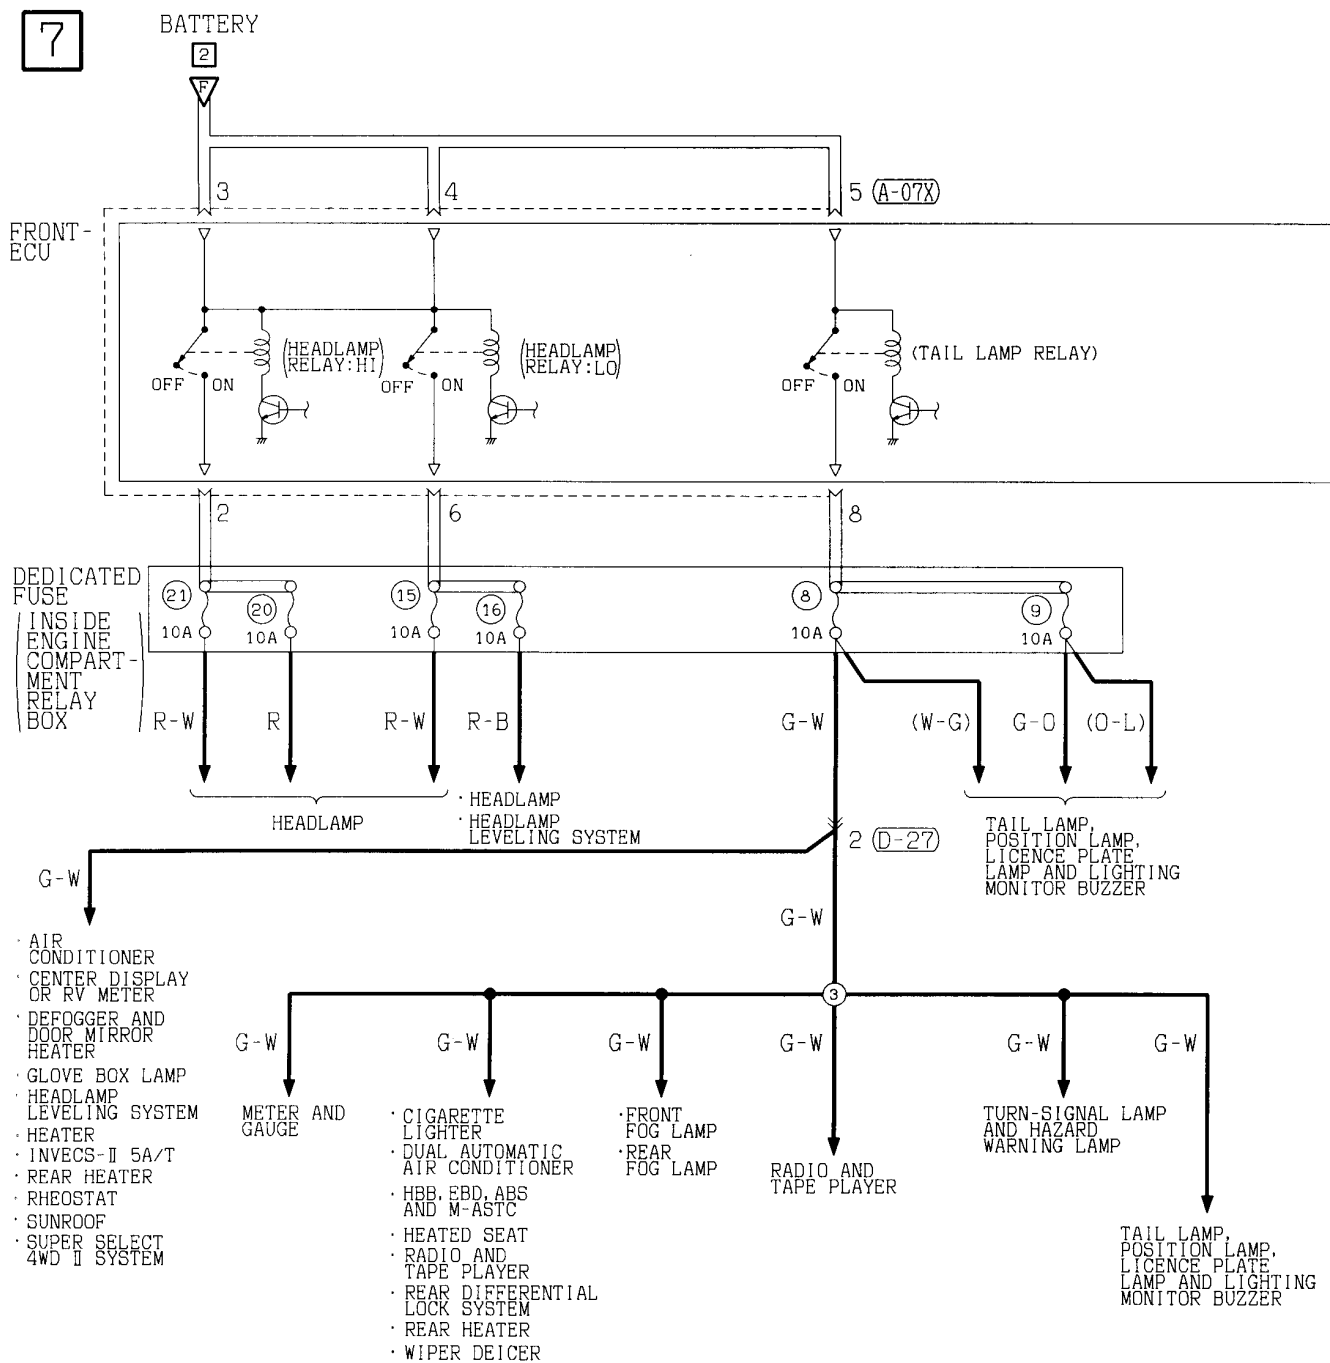 7
BATTERY
2
F
3
4
5 A-07X
FRONT-
ECU
(HEADLAMP
RELAY:HI)
(HEADLAMP
RELAY:LO)
(TAIL LAMP RELAY)
OFF ON
OFF ON
OFF ON
2
6
8
DEDICATED
FUSE
(INSIDE
ENGINE
COMPART-
MENT
RELAY
BOX)
21
20
15
16
8
9
10A
10A
10A
10A
10A
10A
R-W
R
R-W
R-B
G-W
(W-G)
G-O
(O-L)
HEADLAMP
· HEADLAMP
· HEADLAMP
LEVELING SYSTEM
2 D-27
TAIL LAMP,
POSITION LAMP,
LICENCE PLATE
LAMP AND LIGHTING
MONITOR BUZZER
G-W
G-W
· AIR
CONDITIONER
· CENTER DISPLAY
OR RV METER
· DEFOGGER AND
DOOR MIRROR
HEATER
· GLOVE BOX LAMP
· HEADLAMP
LEVELING SYSTEM
· HEATER
· INVECS-Ⅱ 5A/T
· REAR HEATER
· RHEOSTAT
· SUNROOF
· SUPER SELECT
4WD Ⅱ SYSTEM
3
G-W
G-W
G-W
G-W
G-W
G-W
METER AND
GAUGE
· CIGARETTE
LIGHTER
· DUAL AUTOMATIC
AIR CONDITIONER
· HBB, EBD, ABS
AND M-ASTC
· HEATED SEAT
· RADIO AND
TAPE PLAYER
· REAR DIFFERENTIAL
LOCK SYSTEM
· REAR HEATER
· WIPER DEICER
· FRONT
FOG LAMP
· REAR
FOG LAMP
RADIO AND
TAPE PLAYER
TURN-SIGNAL LAMP
AND HAZARD
WARNING LAMP
TAIL LAMP,
POSITION LAMP,
LICENCE PLATE
LAMP AND LIGHTING
MONITOR BUZZER